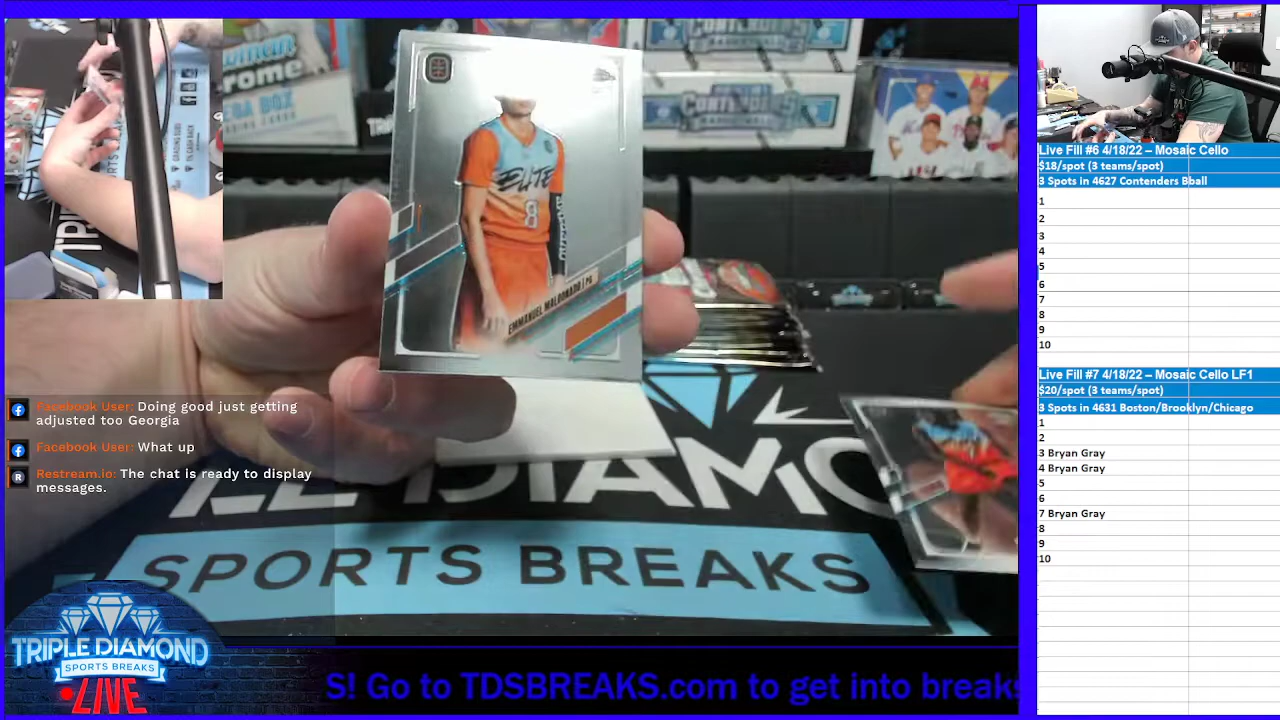 CONTENDERS
BASKETBALL
CONTENDERS
BASKETBALL
ELITE
8
EMMANUEL MALDONADO | PG
Facebook User: Doing good just getting
adjusted too Georgia
Facebook User: What up
Restream.io: The chat is ready to display
messages.
SPORTS BREAKS
TRIPLE DIAMOND
SPORTS BREAKS
LIVE
S! Go to TDSBREAKS.com to get into breaks
Live Fill #6 4/18/22 – Mosaic Cello
$18/spot (3 teams/spot)
3 Spots in 4627 Contenders Bball
1
2
3
4
5
6
7
8
9
10
Live Fill #7 4/18/22 – Mosaic Cello LF1
$20/spot (3 teams/spot)
3 Spots in 4631 Boston/Brooklyn/Chicago
1
2
3 Bryan Gray
4 Bryan Gray
5
6
7 Bryan Gray
8
9
10